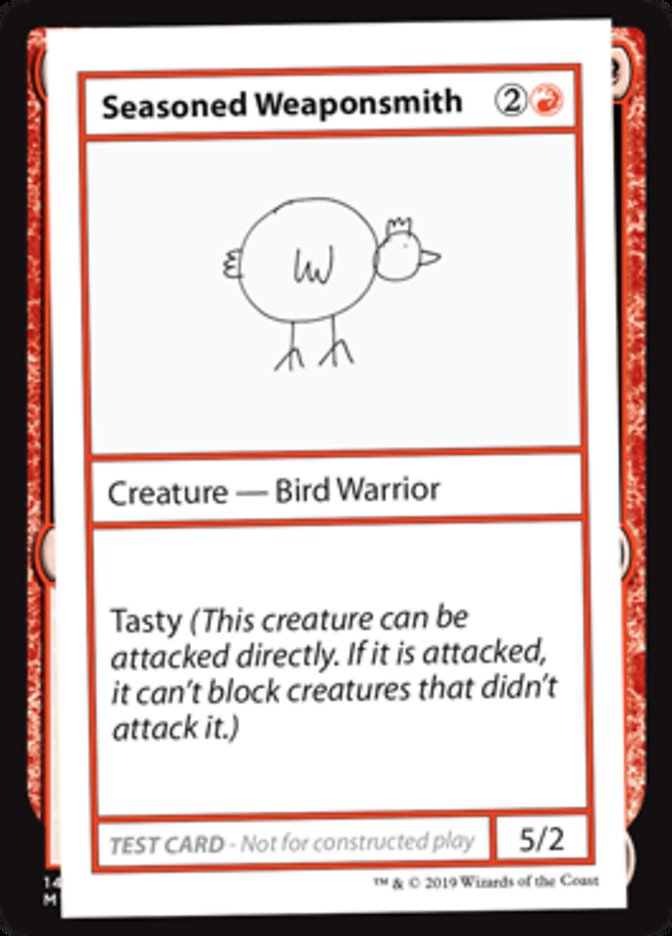 Seasoned Weaponsmith 2
W
Creature — Bird Warrior
Tasty (This creature can be
attacked directly. If it is attacked,
it can't block creatures that didn't
attack it.)
TEST CARD - Not for constructed play 5/2
™ & © 2019 Wizards of the Coast
14
M